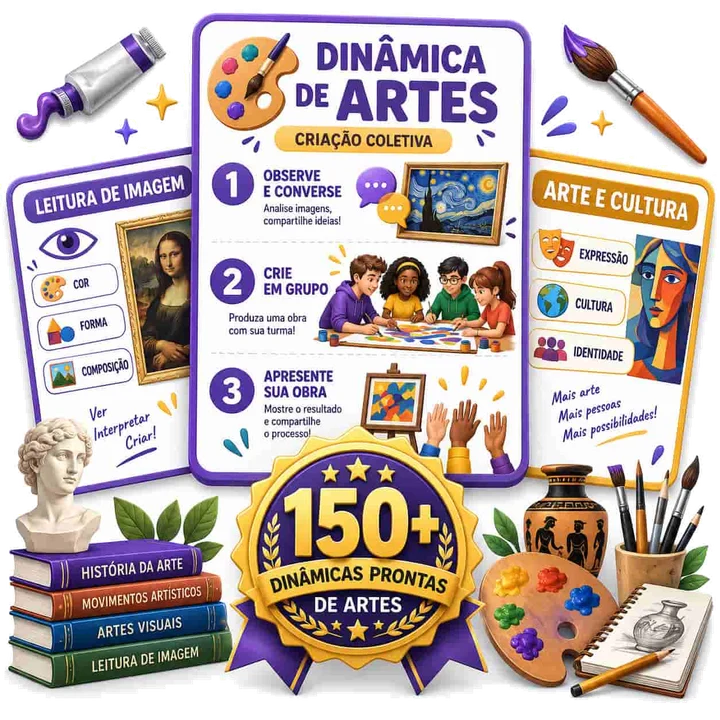 DINÂMICA
DE ARTES
CRIAÇÃO COLETIVA
1
OBSERVE
E CONVERSE
Analise imagens,
compartilhe ideias!
2
CRIE
EM GRUPO
Produza uma obra
com sua turma!
3
APRESENTE
SUA OBRA
Mostre o resultado
e compartilhe
o processo!
LEITURA DE IMAGEM
COR
FORMA
COMPOSIÇÃO
Ver
Interpretar
Criar!
ARTE E CULTURA
EXPRESSÃO
CULTURA
IDENTIDADE
Mais arte
Mais pessoas
Mais possibilidades!
HISTÓRIA DA ARTE
MOVIMENTOS ARTÍSTICOS
ARTES VISUAIS
LEITURA DE IMAGEM
150+
DINÂMICAS PRONTAS
DE ARTES